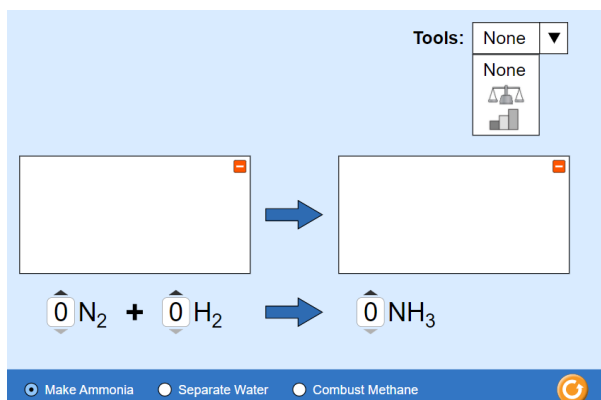 Tools: None ▼
None
0 N₂ + 0 H₂ 0 NH₃
Make Ammonia Separate Water Combust Methane